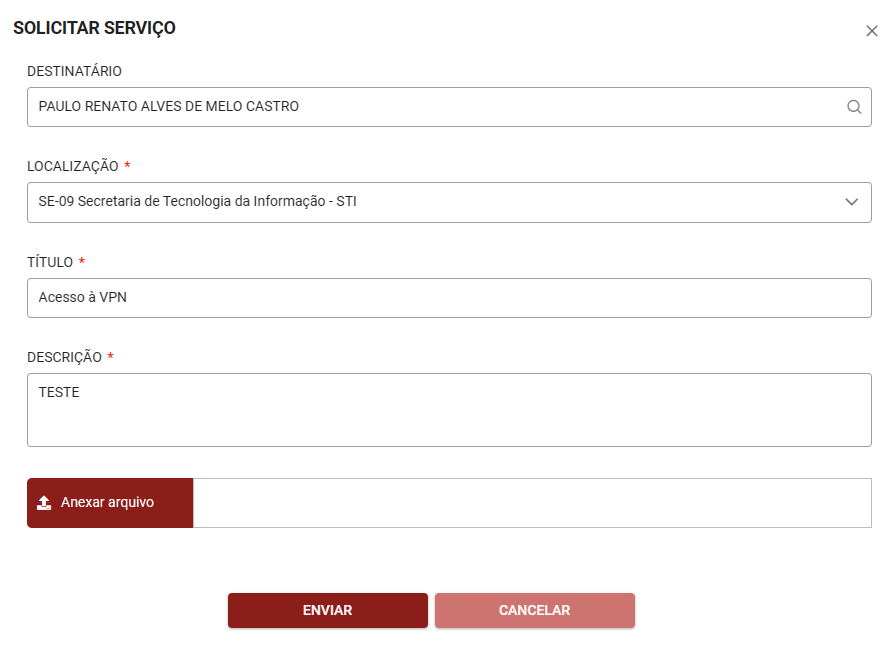 SOLICITAR SERVIÇO
DESTINATÁRIO
PAULO RENATO ALVES DE MELO CASTRO
LOCALIZAÇÃO *
SE-09 Secretaria de Tecnologia da Informação - STI
TÍTULO *
Acesso à VPN
DESCRIÇÃO *
TESTE
Anexar arquivo
ENVIAR
CANCELAR